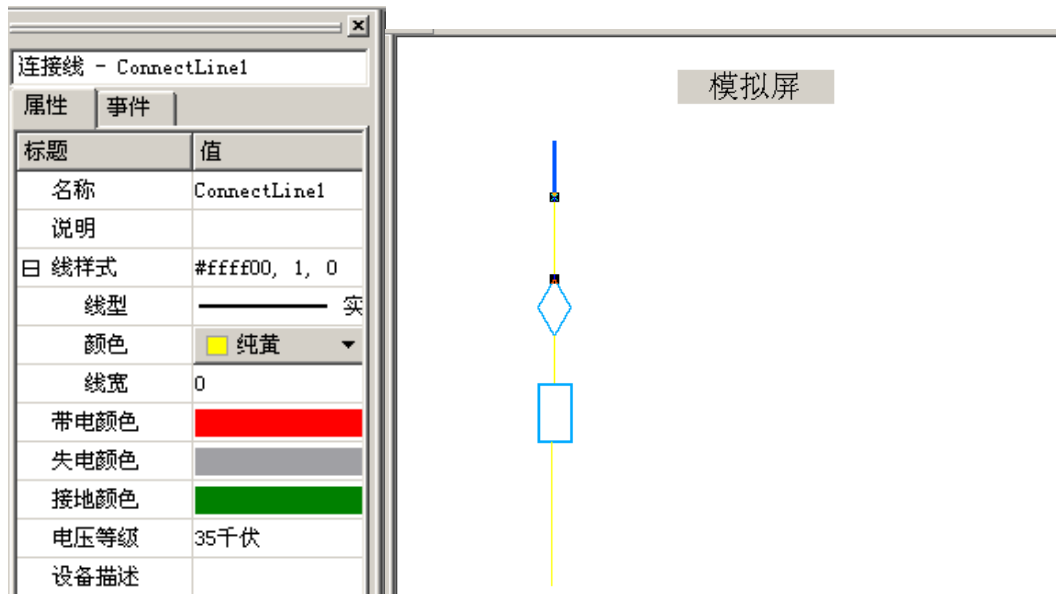 连接线 - ConnectLine1
属性 事件
标题 值
名称 ConnectLine1
说明
线样式 #ffff00, 1, 0
线型 实
颜色 纯黄
线宽 0
带电颜色
失电颜色
接地颜色
电压等级 35千伏
设备描述
模拟屏